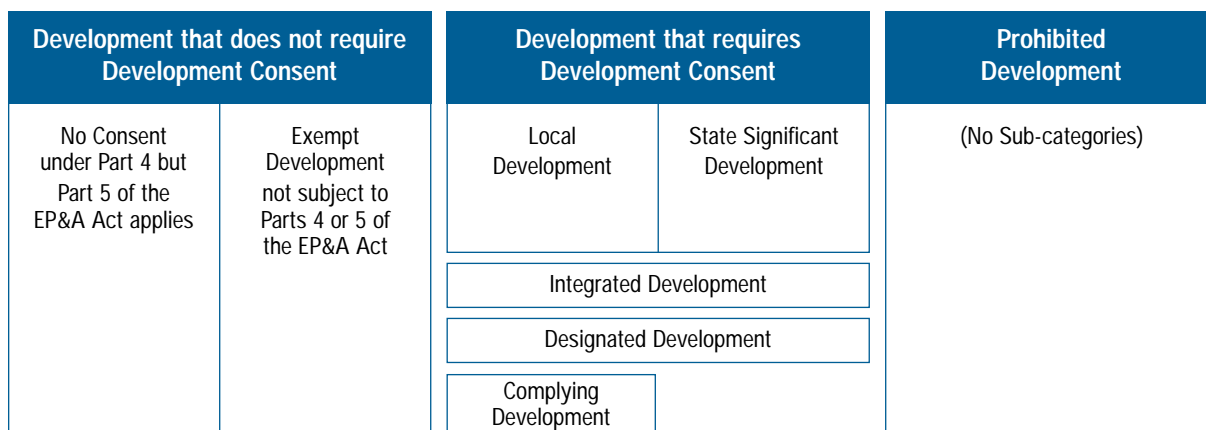 Development that does not require
Development Consent
No Consent
under Part 4 but
Part 5 of the
EP&A Act applies
Exempt
Development
not subject to
Parts 4 or 5 of
the EP&A Act
Development that requires
Development Consent
Local
Development
State Significant
Development
Integrated Development
Designated Development
Complying
Development
Prohibited
Development
(No Sub-categories)